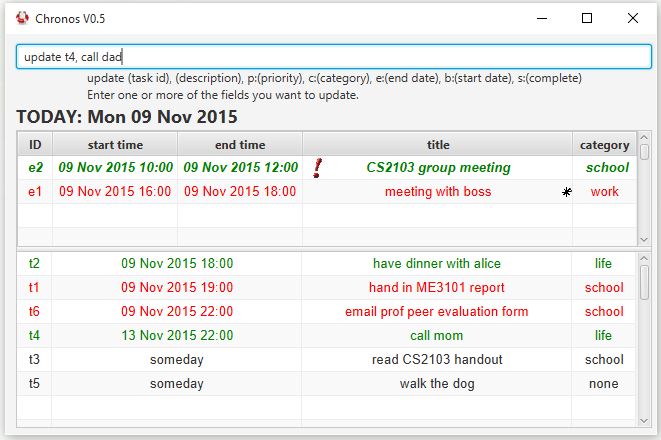 Chronos V0.5
update t4, call dad
update (task id), (description), p:(priority), c:(category), e:(end date), b:(start date), s:(complete)
Enter one or more of the fields you want to update.
TODAY: Mon 09 Nov 2015
ID start time end time title category
e2 09 Nov 2015 10:00 09 Nov 2015 12:00 CS2103 group meeting school
e1 09 Nov 2015 16:00 09 Nov 2015 18:00 meeting with boss work
t2 09 Nov 2015 18:00 have dinner with alice life
t1 09 Nov 2015 19:00 hand in ME3101 report school
t6 09 Nov 2015 22:00 email prof peer evaluation form school
t4 13 Nov 2015 22:00 call mom life
t3 someday read CS2103 handout school
t5 someday walk the dog none